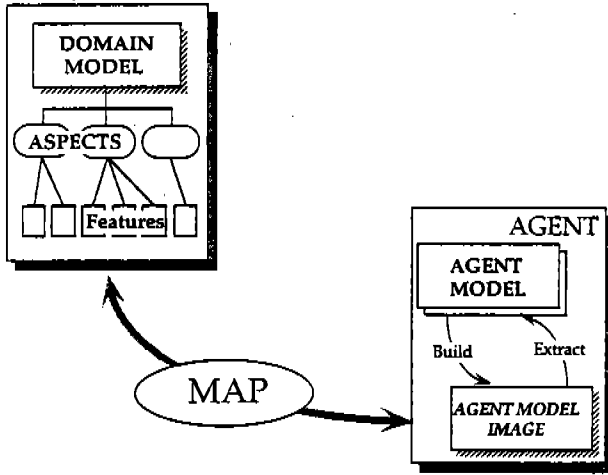 DOMAIN
MODEL
ASPECTS
Features
AGENT
AGENT
MODEL
Build
Extract
MAP
AGENT MODEL
IMAGE